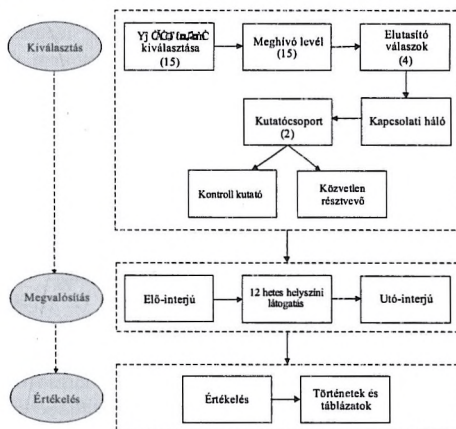 Kiválasztás
kiválasztása
(15)
Meghívó levél
(15)
Elutasító
válaszok
(4)
Kutatócsoport
(2)
Kapcsolati háló
Kontroll kutató
Közvetlen
résztvevő
Megvalósítás
Elő-interjú
12 hetes helyszíni
látogatás
Utó-interjú
Értékelés
Értékelés
Történetek és
táblázatok